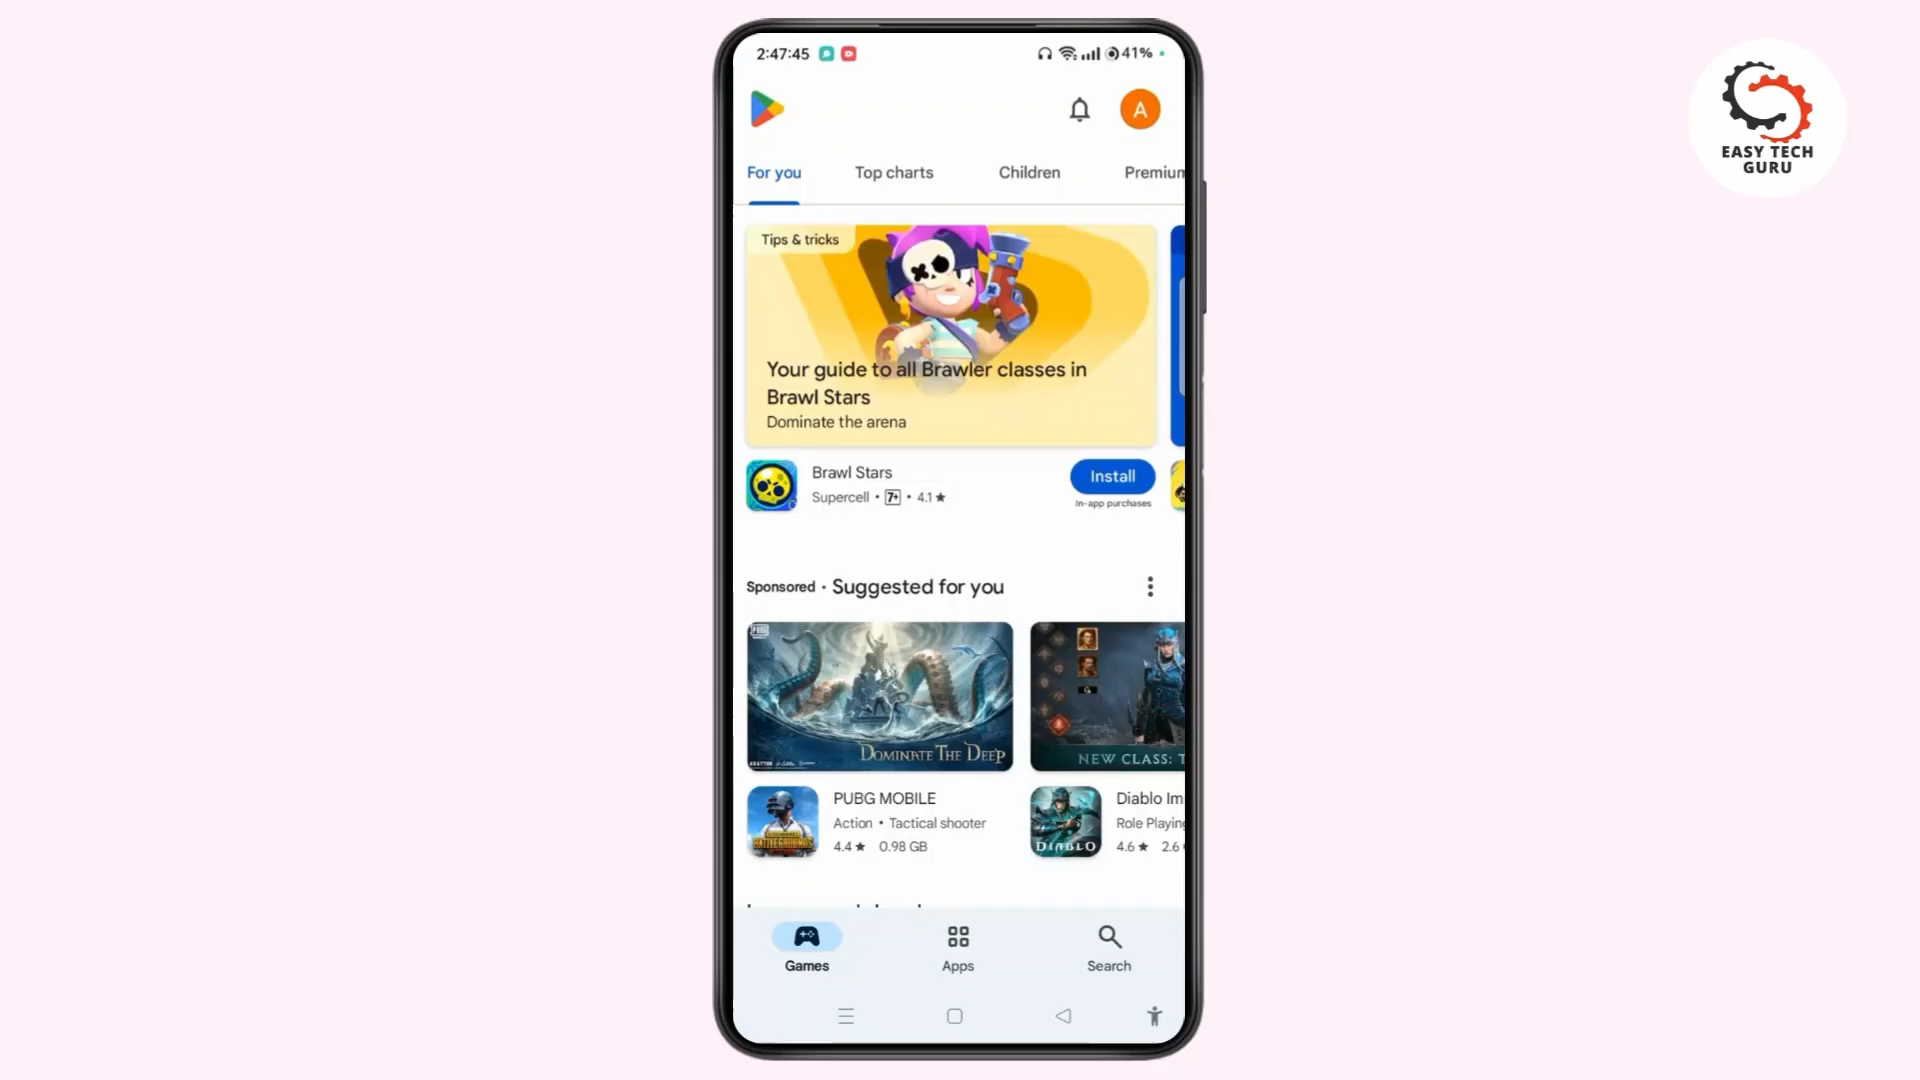 2:47:45
41%
A
EASY TECH
GURU
For you
Top charts
Children
Premium
Tips & tricks
Your guide to all Brawler classes in
Brawl Stars
Dominate the arena
Brawl Stars
Install
Supercell • 7+ • 4.1★
In-app purchases
Sponsored • Suggested for you
DOMINATE THE DEEP
NEW CLASS: T
PUBG MOBILE
Action • Tactical shooter
4.4★ 0.98 GB
DIABLO
Diablo Im
Role Playing
4.6★ 2.6
Games
Apps
Search